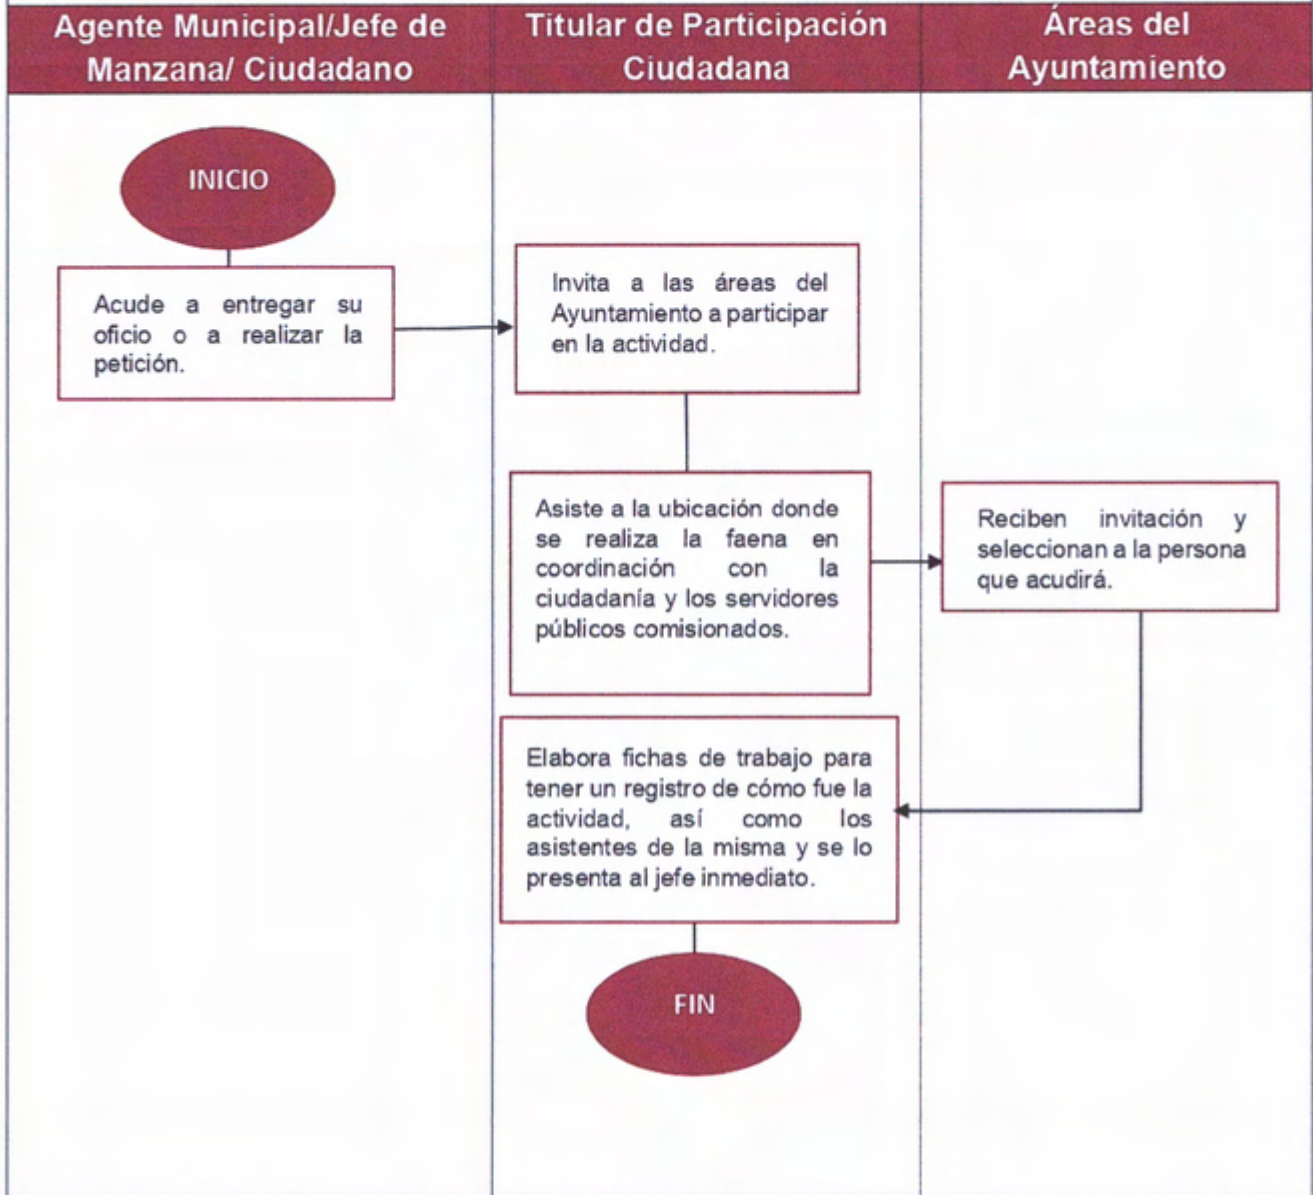 Agente Municipal/Jefe de
Manzana/ Ciudadano
Titular de Participación
Ciudadana
Áreas del
Ayuntamiento
INICIO
Acude a entregar su
oficio o a realizar la
petición.
Invita a las áreas del
Ayuntamiento a participar
en la actividad.
Asiste a la ubicación donde
se realiza la faena en
coordinación con la
ciudadanía y los servidores
públicos comisionados.
Reciben invitación y
seleccionan a la persona
que acudirá.
Elabora fichas de trabajo para
tener un registro de cómo fue la
actividad, así como los
asistentes de la misma y se lo
presenta al jefe inmediato.
FIN